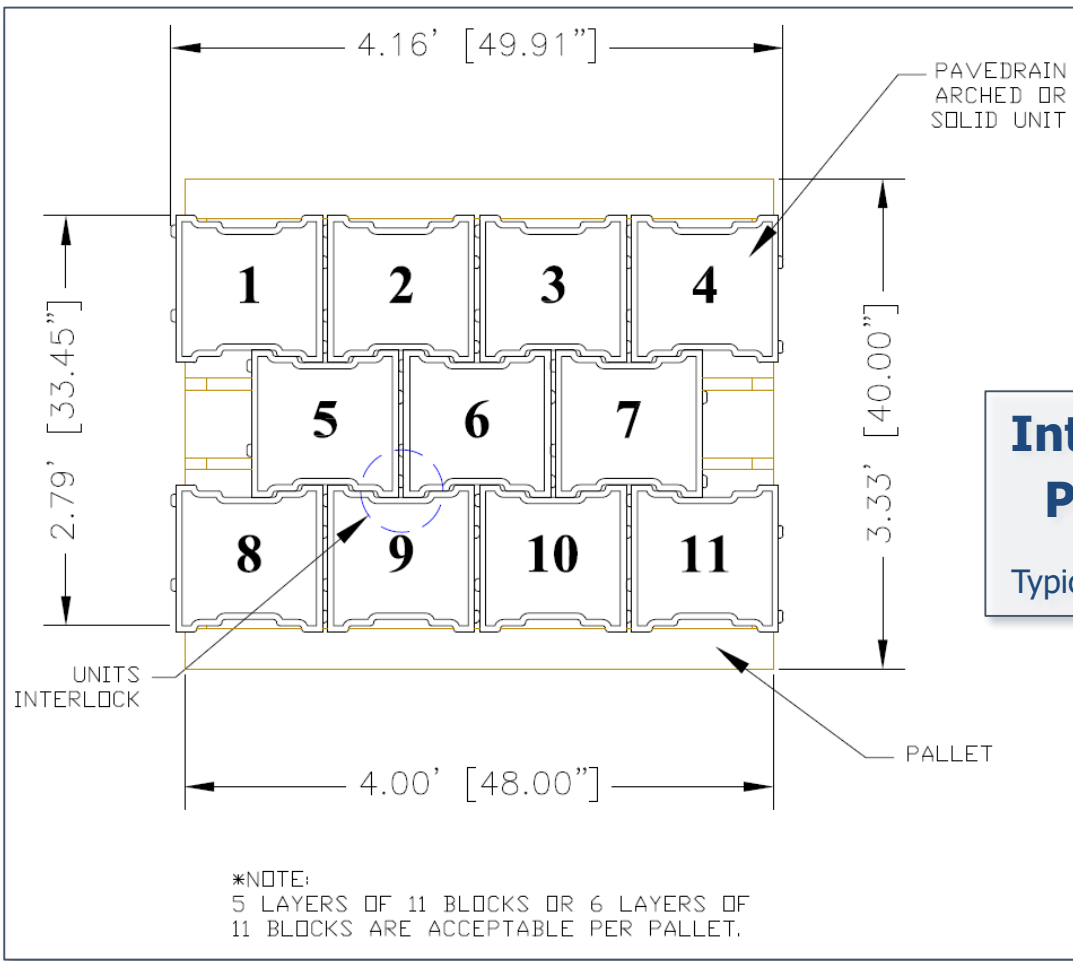 4.16' [49.91"]
PAVEDRAIN
ARCHED OR
SOLID UNIT
1
2
3
4
2.79' [33.45"]
3.33' [40.00"]
5
6
7
8
9
10
11
UNITS
INTERLOCK
PALLET
4.00' [48.00"]
*NOTE:
5 LAYERS OF 11 BLOCKS OR 6 LAYERS OF
11 BLOCKS ARE ACCEPTABLE PER PALLET.
Int
P
Typic